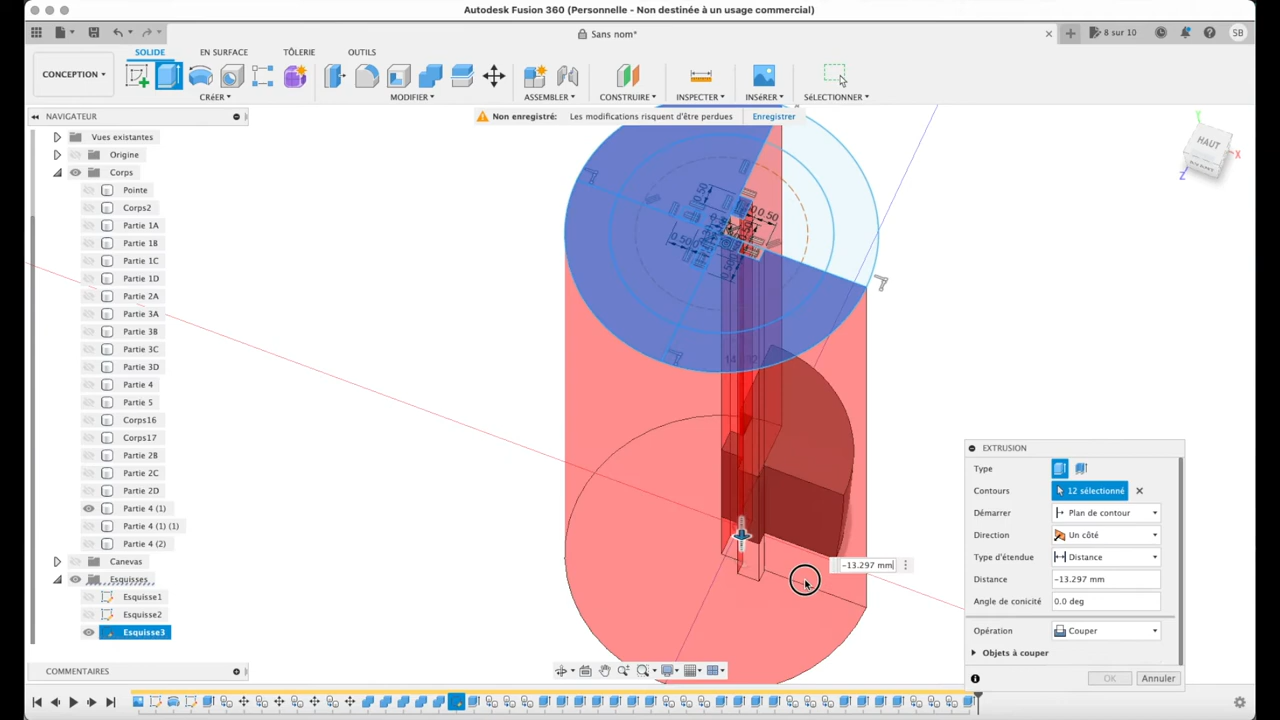 Autodesk Fusion 360 (Personnelle - Non destinée à un usage commercial)
Sans nom*
8 sur 10
SB
CONCEPTION
SOLIDE
EN SURFACE
TÔLERIE
OUTILS
CRÉER
MODIFIER
ASSEMBLER
CONSTRUIRE
INSPECTER
INSÉRER
SÉLECTIONNER
NAVIGATEUR
Non enregistré:
Les modifications risquent d'être perdues
Enregistrer
Vues existantes
Origine
Corps
Pointe
Corps2
Partie 1A
Partie 1B
Partie 1C
Partie 1D
Partie 2A
Partie 3A
Partie 3B
Partie 3C
Partie 3D
Partie 4
Partie 5
Corps16
Corps17
Partie 2B
Partie 2C
Partie 2D
Partie 4 (1)
Partie 4 (1) (1)
Partie 4 (2)
Canevas
Esquisses
Esquisse1
Esquisse2
Esquisse3
COMMENTAIRES
HAUT
X
Y
Z
0.50
0.50
0.50
-13.297 mm
EXTRUSION
Type
Contours
12 sélectionné
Démarrer
Plan de contour
Direction
Un côté
Type d'étendue
Distance
Distance
-13.297 mm
Angle de conicité
0.0 deg
Opération
Couper
Objets à couper
OK
Annuler